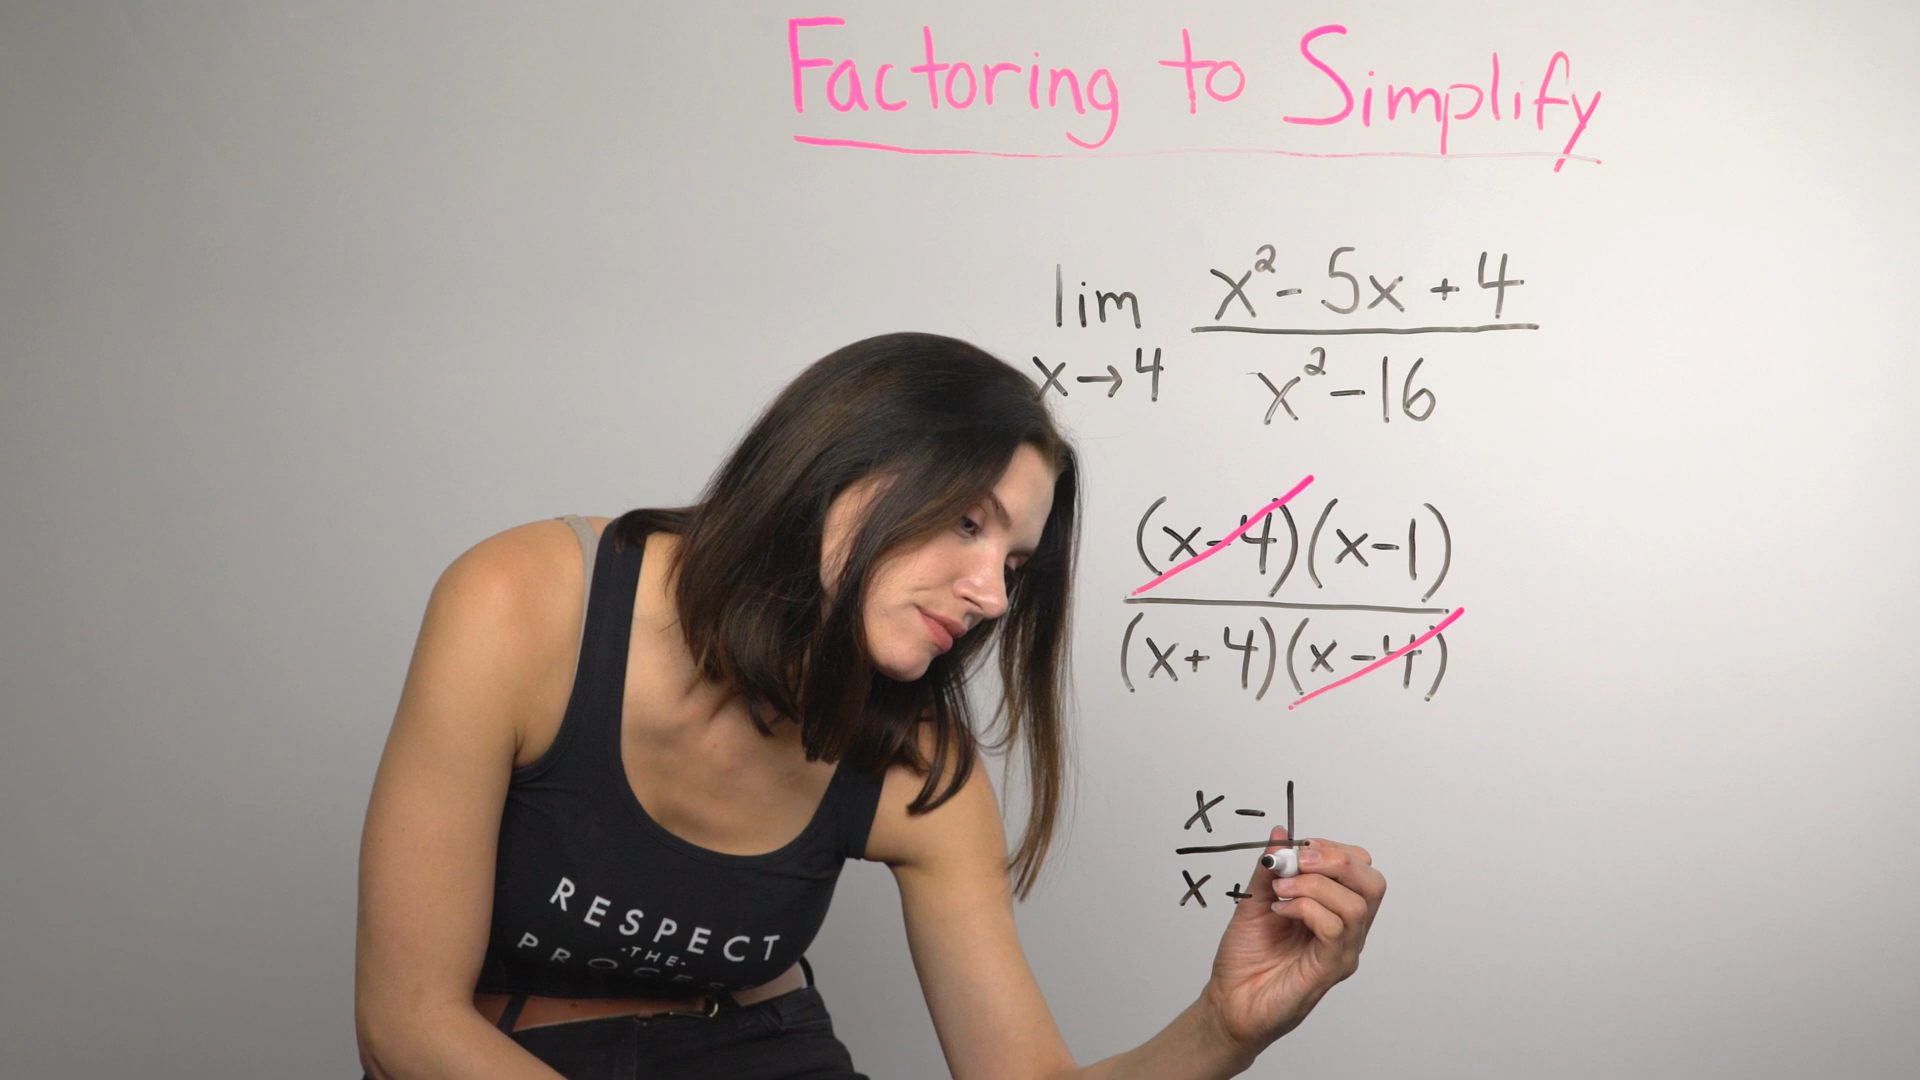 Factoring to Simplify
lim x² - 5x + 4
x→4 x² - 16
(x-4)(x-1)
(x+4)(x-4)
x - 1
x +
RESPECT
-THE-